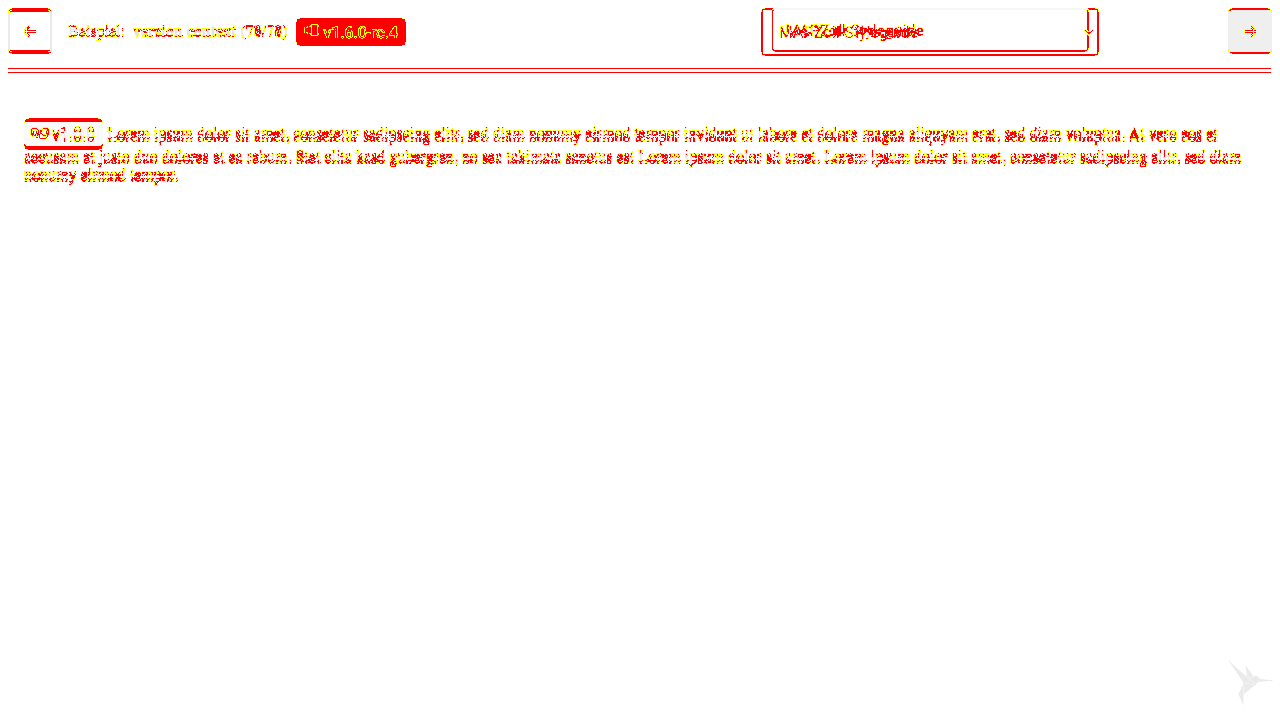 ← Beispiel: version context (78/78) v1.6.0-rc.4 →
v1.0.0 Lorem ipsum dolor sit amet, consetetur sadipscing elitr, sed diam nonumy eirmod tempor invidunt ut labore et dolore magna aliquyam erat, sed diam voluptua. At vero eos et
accusam et justo duo dolores et ea rebum. Stet clita kasd gubergren, no sea takimata sanctus est Lorem ipsum dolor sit amet. Lorem ipsum dolor sit amet, consetetur sadipscing elitr, sed diam
nonumy eirmod tempor.